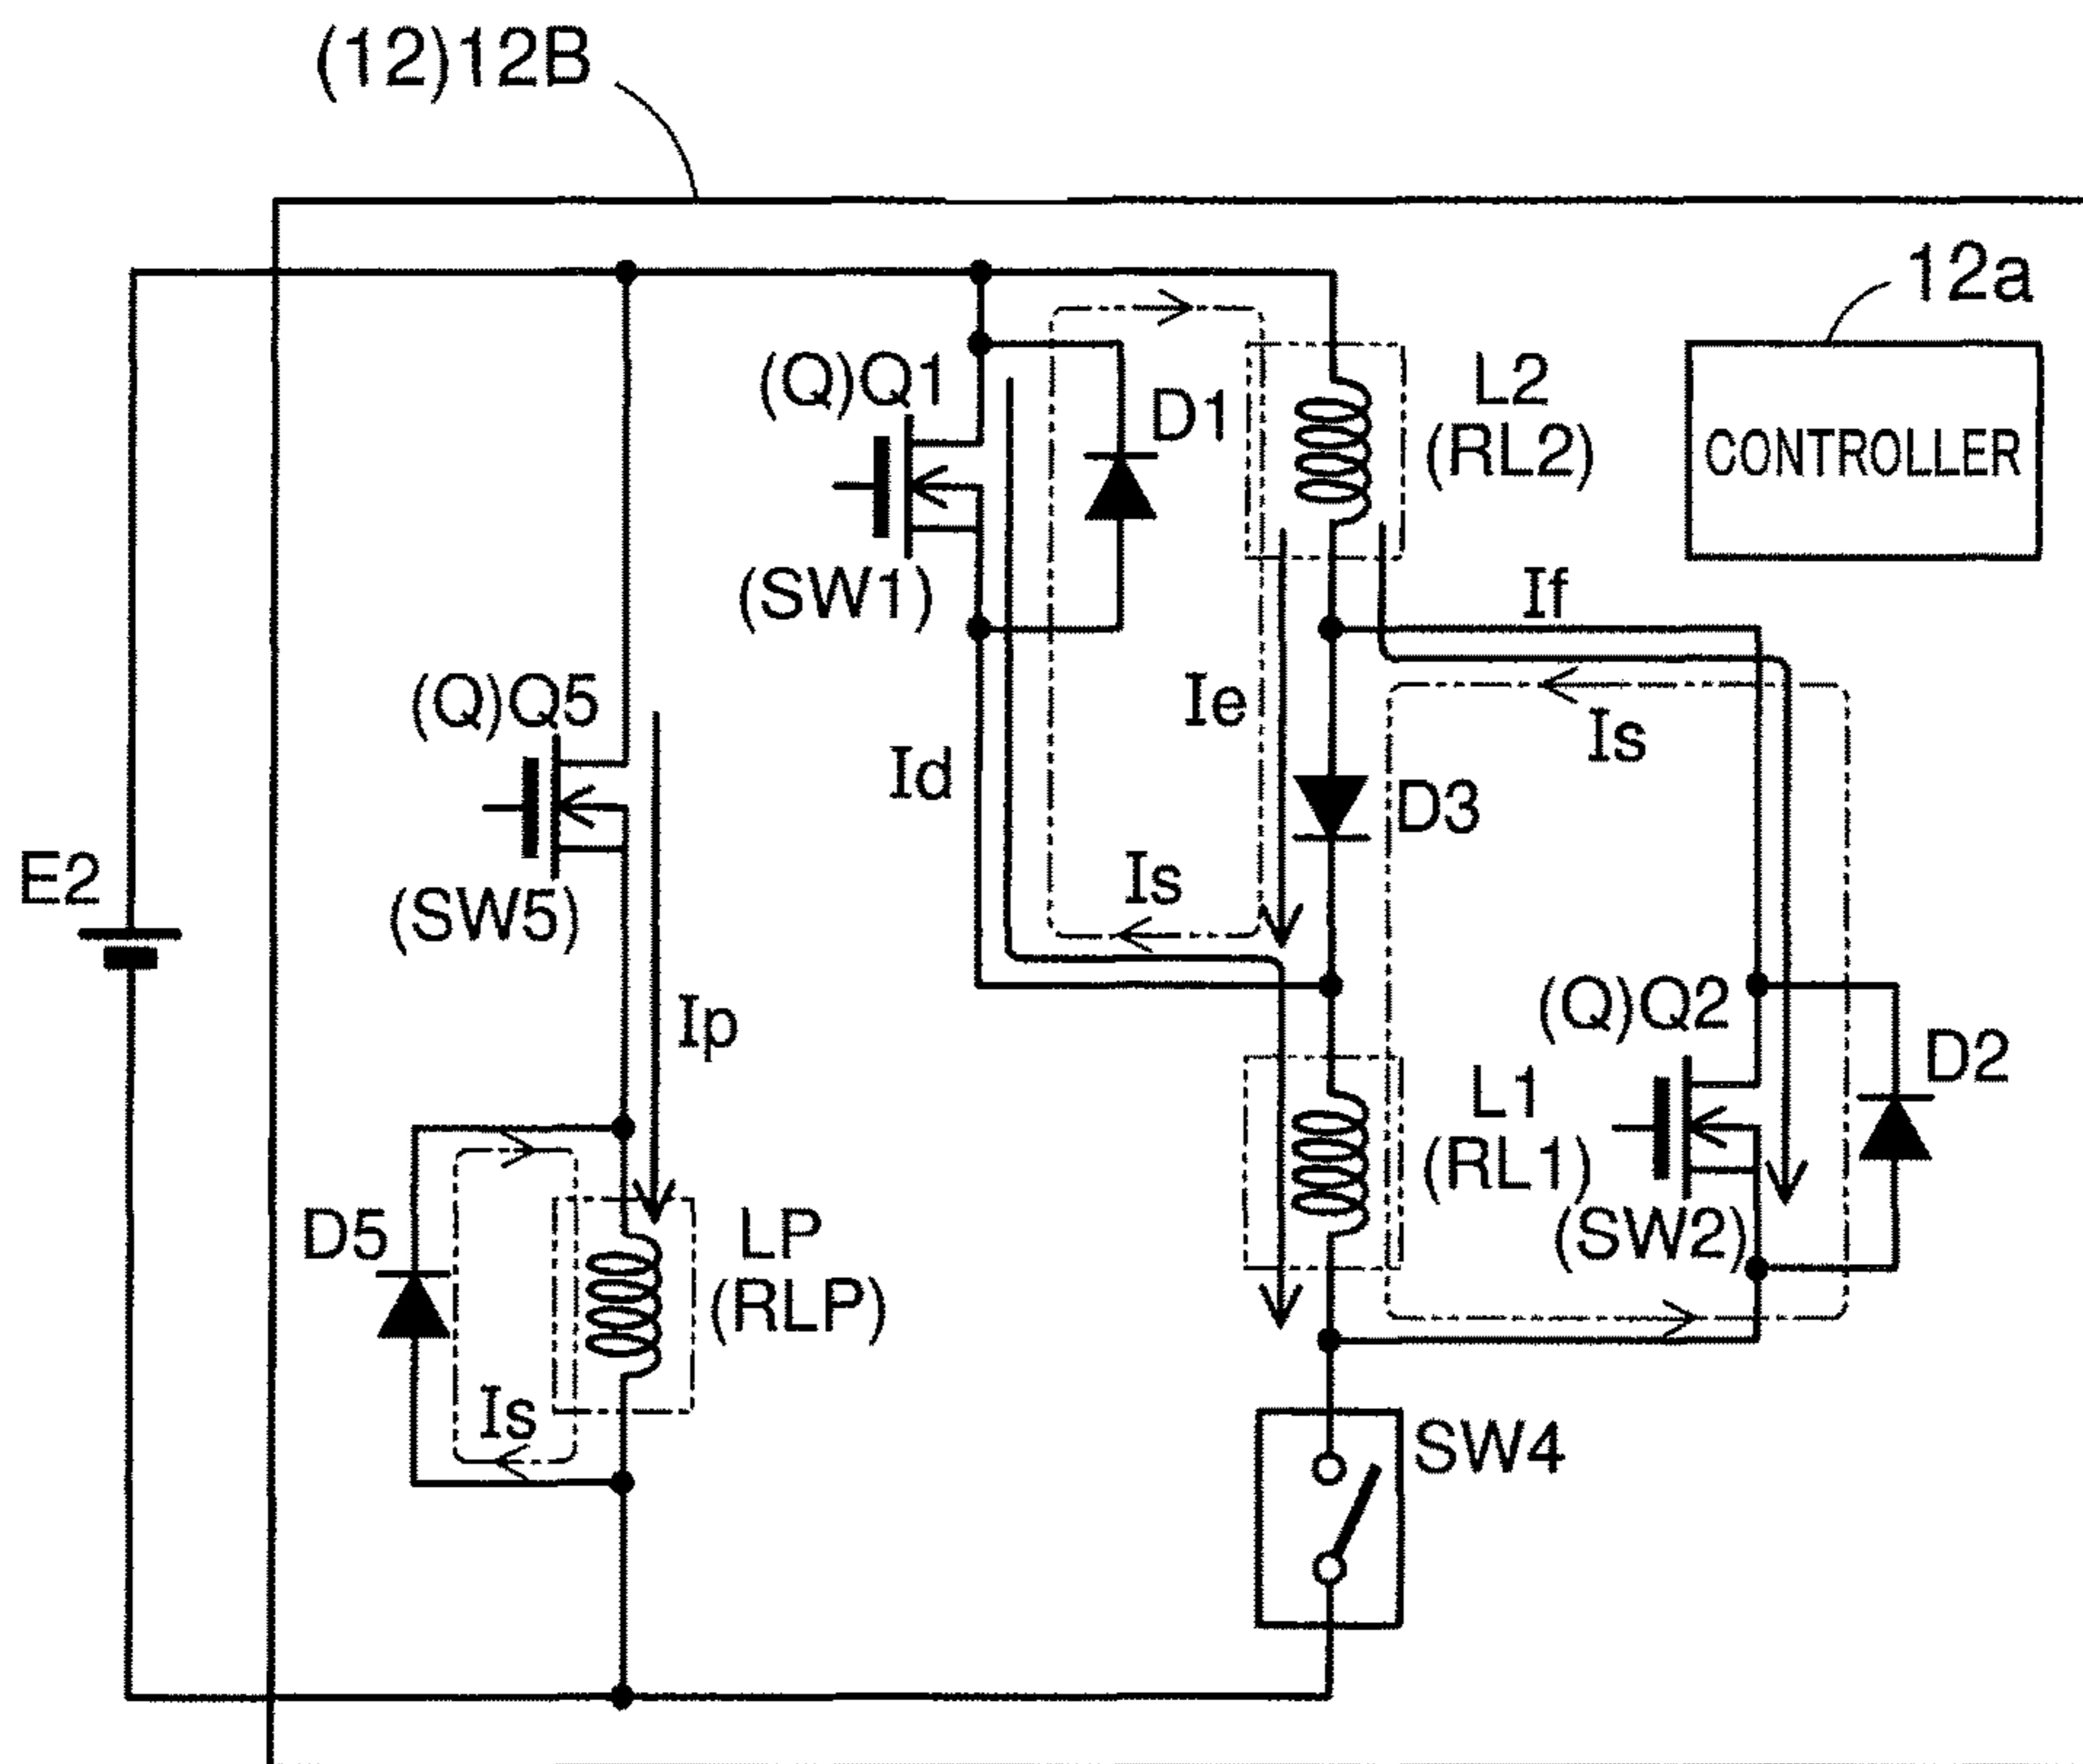 (12)12B
12a
CONTROLLER
(Q)Q1
(SW1)
D1
L2
(RL2)
If
Ie
Is
(Q)Q5
(SW5)
Id
D3
E2
Is
Ip
(Q)Q2
(SW2)
D2
L1
(RL1)
D5
LP
(RLP)
Is
SW4